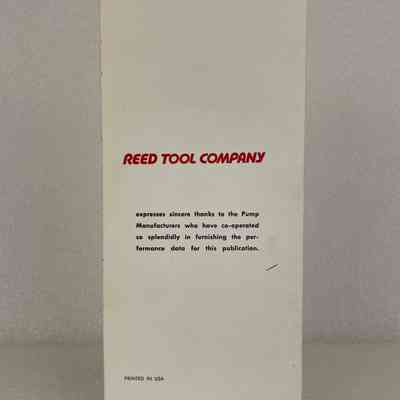 REED TOOL COMPANY
expresses sincere thanks to the Pump
Manufacturers who have co-operated
so splendidly in furnishing the per-
formance data for this publication.
PRINTED IN USA